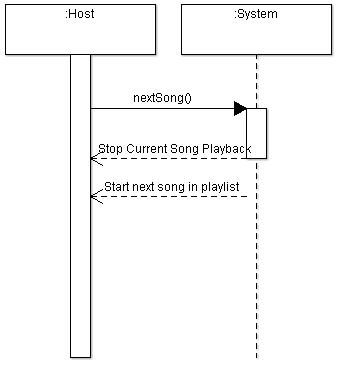 :Host
:System
nextSong()
Stop Current Song Playback
Start next song in playlist